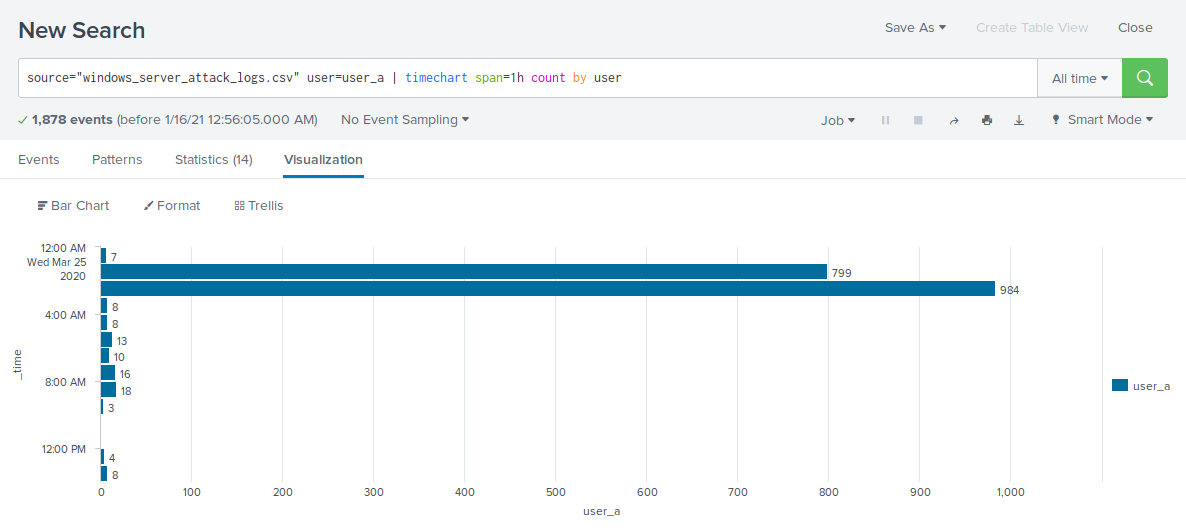 New Search
Save As
Create Table View
Close
source="windows_server_attack_logs.csv" user=user_a | timechart span=1h count by user
All time
1,878 events (before 1/16/21 12:56:05.000 AM)
No Event Sampling
Job
Smart Mode
Events
Patterns
Statistics (14)
Visualization
Bar Chart
Format
Trellis
12:00 AM
Wed Mar 25
2020
4:00 AM
8:00 AM
12:00 PM
_time
7
799
984
8
8
13
10
16
18
3
4
8
user_a
0
100
200
300
400
500
600
700
800
900
1,000
user_a